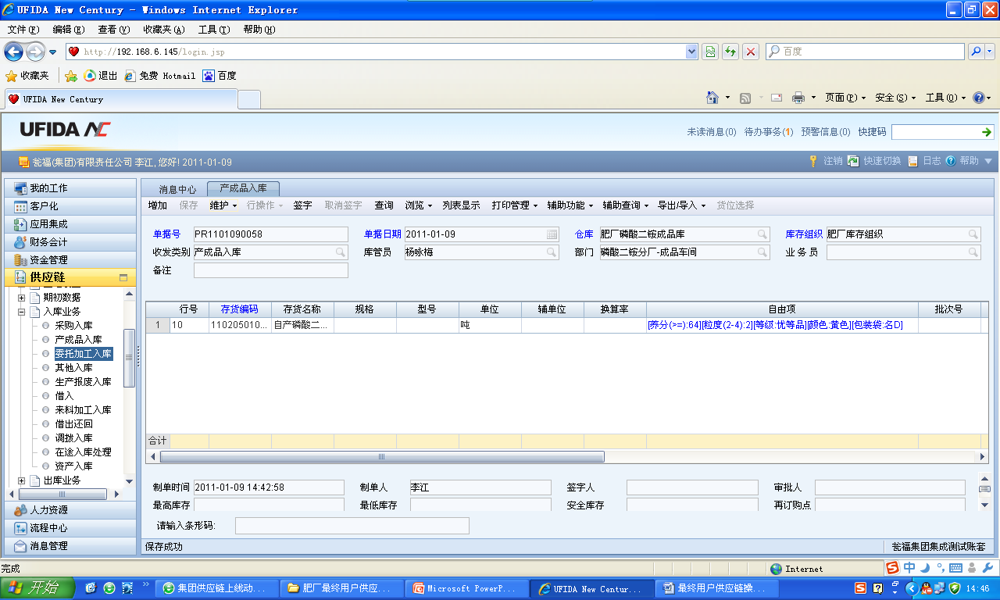 UFIDA New Century - Windows Internet Explorer
文件(F) 编辑(E) 查看(V) 收藏夹(A) 工具(T) 帮助(H)
http://192.168.6.145/login.jsp 百度
收藏夹 退出 免费 Hotmail 百度
UFIDA New Century 页面(P) 安全(S) 工具(O)
UFIDA NC 未读消息(0) 待办事务(1) 预警信息(0) 快捷码
瓮福(集团)有限责任公司 李江,您好! 2011-01-09 注销 快速切换 日志 帮助
我的工作
客户化
应用集成
财务会计
资金管理
供应链
期初数据
入库业务
采购入库
产成品入库
委托加工入库
其他入库
生产报废入库
借入
来料加工入库
借出还回
调拨入库
在途入库处理
资产入库
出库业务
人力资源
流程中心
消息管理
消息中心 产成品入库
增加 保存 维护 行操作 签字 取消签字 查询 浏览 列表显示 打印管理 辅助功能 辅助查询 导出/导入 货位选择
单据号 PR1101090058 单据日期 2011-01-09 仓库 肥厂磷酸二铵成品库 库存组织 肥厂库存组织
收发类别 产成品入库 库管员 杨咏梅 部门 磷酸二铵分厂-成品车间 业务员
备注
行号 存货编码 存货名称 规格 型号 单位 辅单位 换算率 自由项 批次号
1 10 110205010... 自产磷酸二... 吨 [养分(>=):64][粒度(2-4):2][等级:优等品][颜色:黄色][包装袋:名D]
合计
制单时间 2011-01-09 14:42:58 制单人 李江 签字人 审批人
最高库存 最低库存 安全库存 再订购点
请输入条形码:
保存成功 瓮福集团集成测试账套
完成 Internet 中
开始 集团供应链上线动... 肥厂最终用户供应... Microsoft PowerP... UFIDA New Centur... 最终用户供应链操... 14:46